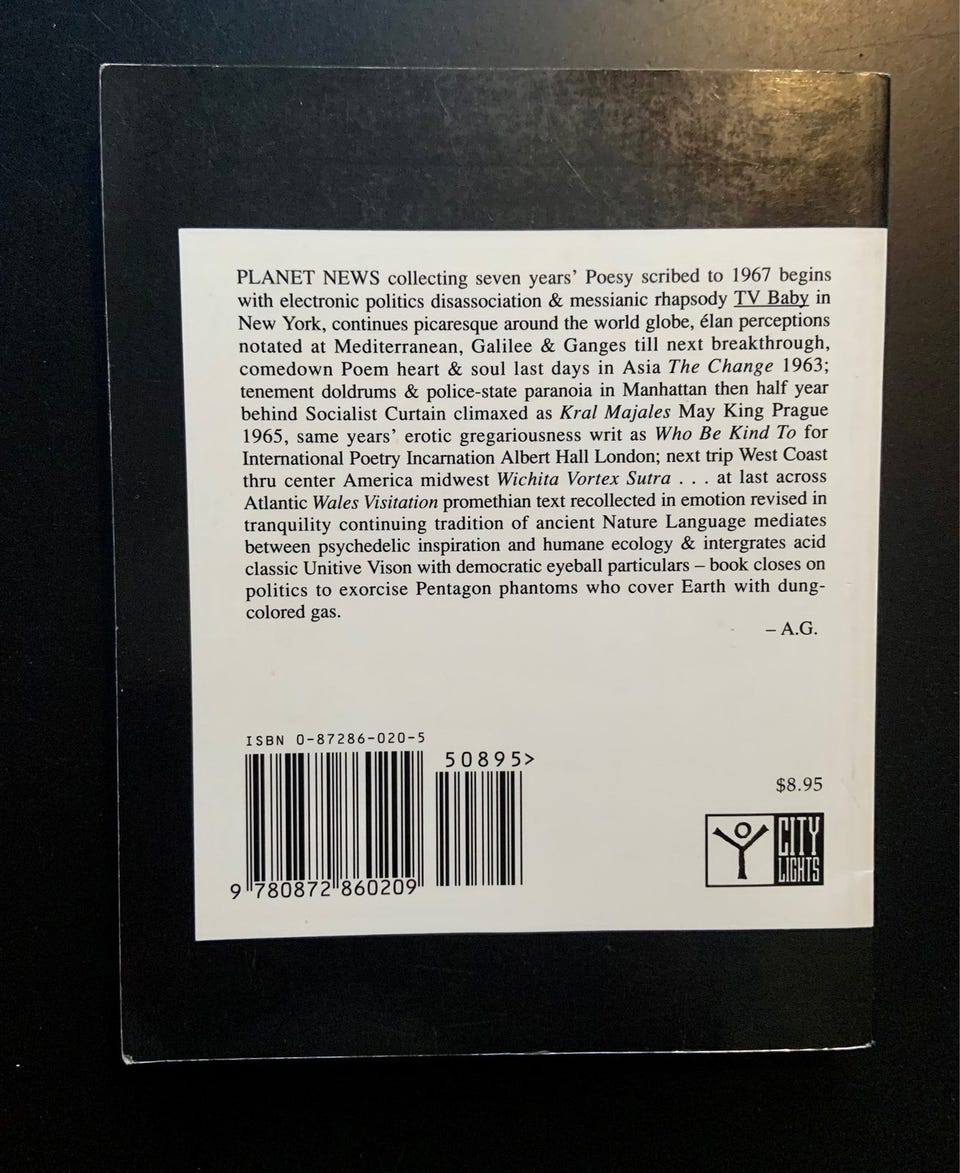 PLANET NEWS collecting seven years’ Poesy scribed to 1967 begins
with electronic politics disassociation & messianic rhapsody TV Baby in
New York, continues picaresque around the world globe, élan perceptions
notated at Mediterranean, Galilee & Ganges till next breakthrough,
comedown Poem heart & soul last days in Asia The Change 1963;
tenement doldrums & police-state paranoia in Manhattan then half year
behind Socialist Curtain climaxed as Kral Majales May King Prague
1965, same years’ erotic gregariousness writ as Who Be Kind To for
International Poetry Incarnation Albert Hall London; next trip West Coast
thru center America midwest Wichita Vortex Sutra . . . at last across
Atlantic Wales Visitation promethian text recollected in emotion revised in
tranquility continuing tradition of ancient Nature Language mediates
between psychedelic inspiration and humane ecology & intergrates acid
classic Unitive Vison with democratic eyeball particulars – book closes on
politics to exorcise Pentagon phantoms who cover Earth with dung-
colored gas.
– A.G.
ISBN 0-87286-020-5
50895>
9 780872 860209
$8.95
CITY
LIGHTS